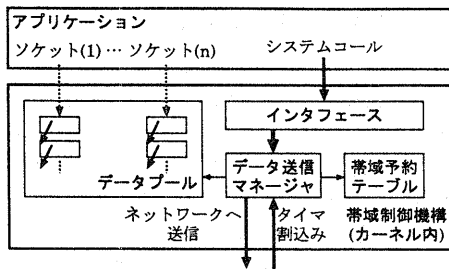 アプリケーション
ソケット(1) … ソケット(n)
システムコール
インタフェース
データプール
データ送信
マネージャ
帯域予約
テーブル
ネットワークへ
送信
タイマ
割込み
帯域制御機構
(カーネル内)